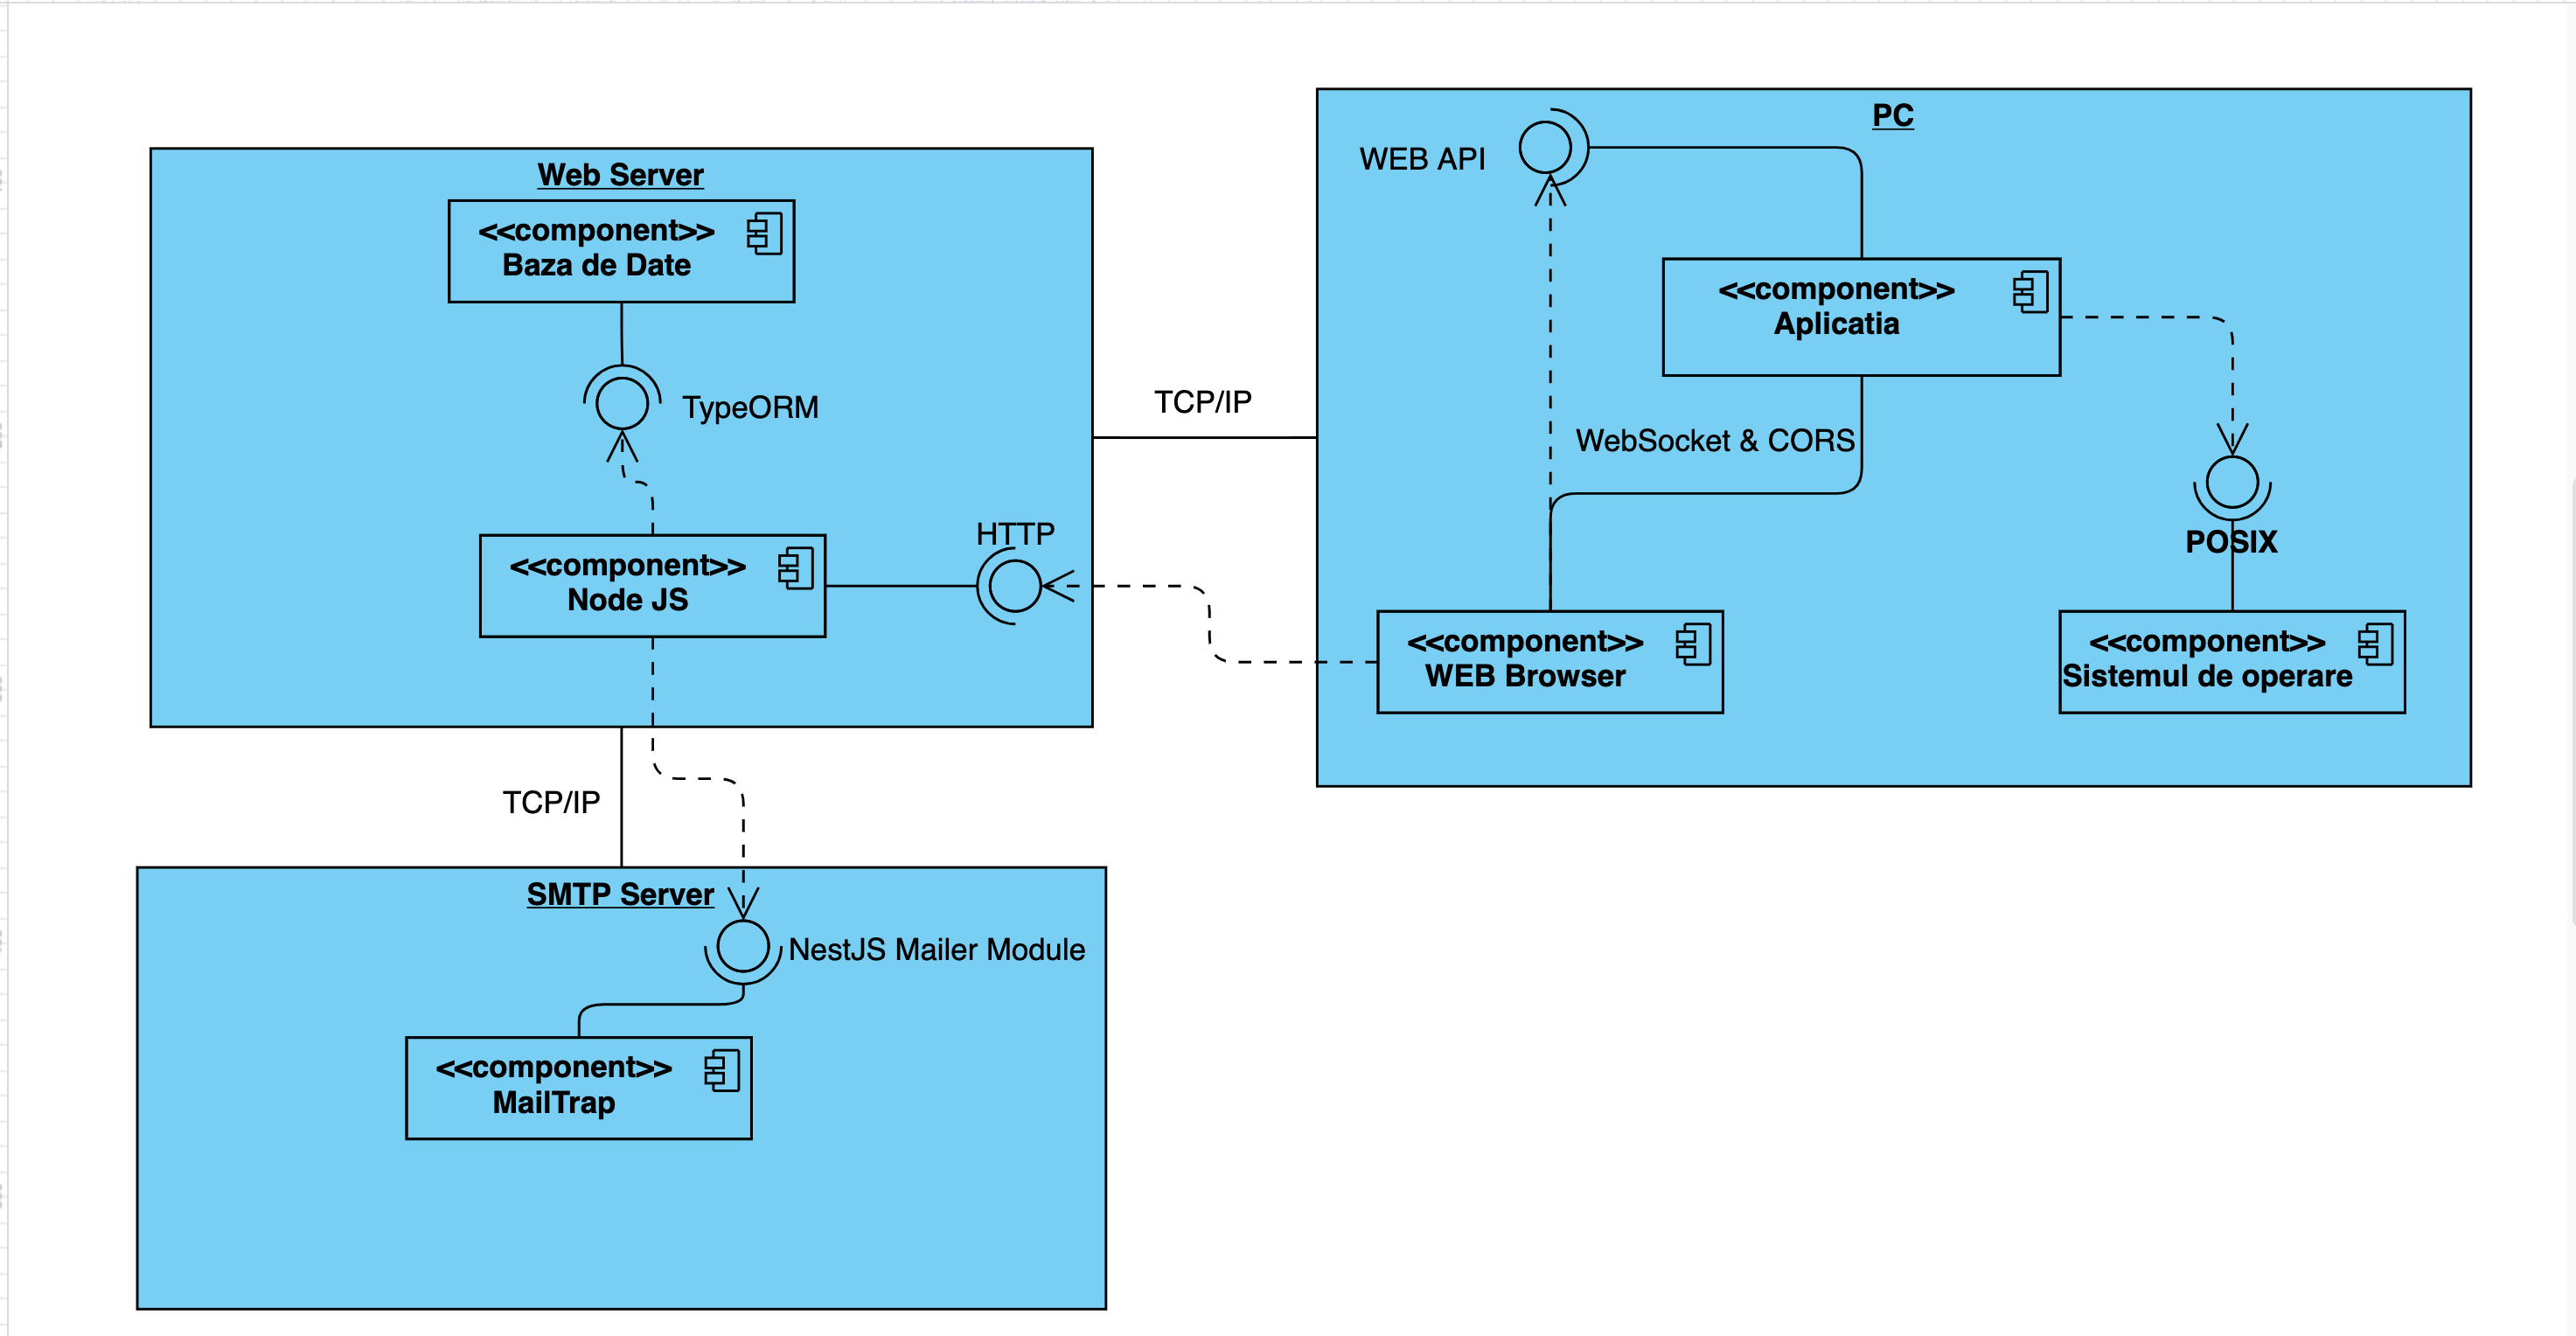 Web Server
<<component>>
Baza de Date
TypeORM
<<component>>
Node JS
HTTP
TCP/IP
PC
WEB API
<<component>>
Aplicatia
WebSocket & CORS
POSIX
<<component>>
WEB Browser
<<component>>
Sistemul de operare
TCP/IP
SMTP Server
NestJS Mailer Module
<<component>>
MailTrap